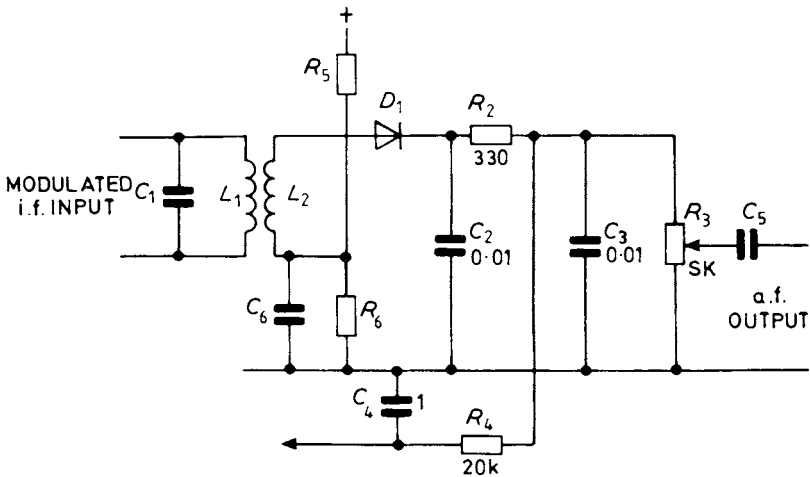 +
R5
D1
R2
330
MODULATED
i.f. INPUT
C1
L1
L2
C2
0·01
C3
0·01
R3
5K
C5
a.f.
OUTPUT
C6
R6
C4
1
R4
20k